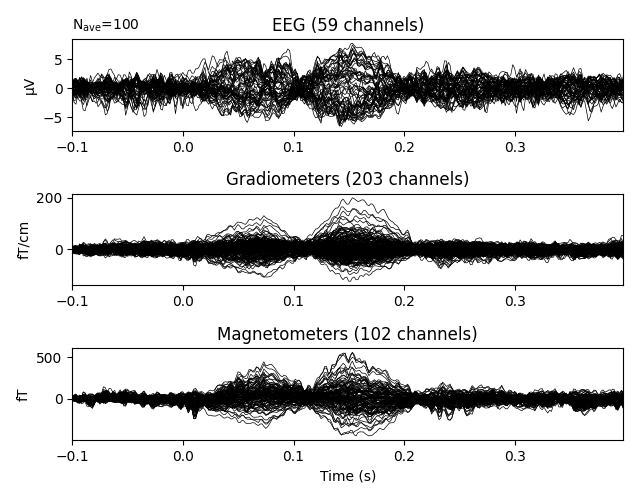 N_ave=100
EEG (59 channels)
5
0
−5
µV
−0.1 0.0 0.1 0.2 0.3
Gradiometers (203 channels)
200
0
fT/cm
−0.1 0.0 0.1 0.2 0.3
Magnetometers (102 channels)
500
0
fT
−0.1 0.0 0.1 0.2 0.3
Time (s)